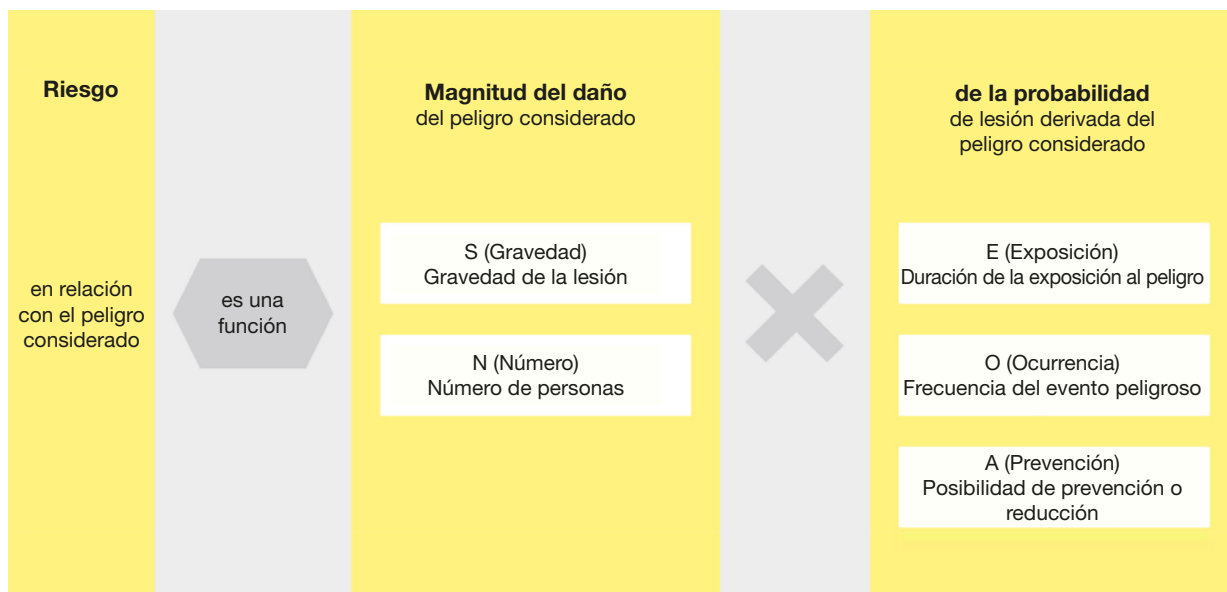 Riesgo
en relación
con el peligro
considerado
es una
función
Magnitud del daño
del peligro considerado
S (Gravedad)
Gravedad de la lesión
N (Número)
Número de personas
de la probabilidad
de lesión derivada del
peligro considerado
E (Exposición)
Duración de la exposición al peligro
O (Ocurrencia)
Frecuencia del evento peligroso
A (Prevención)
Posibilidad de prevención o
reducción